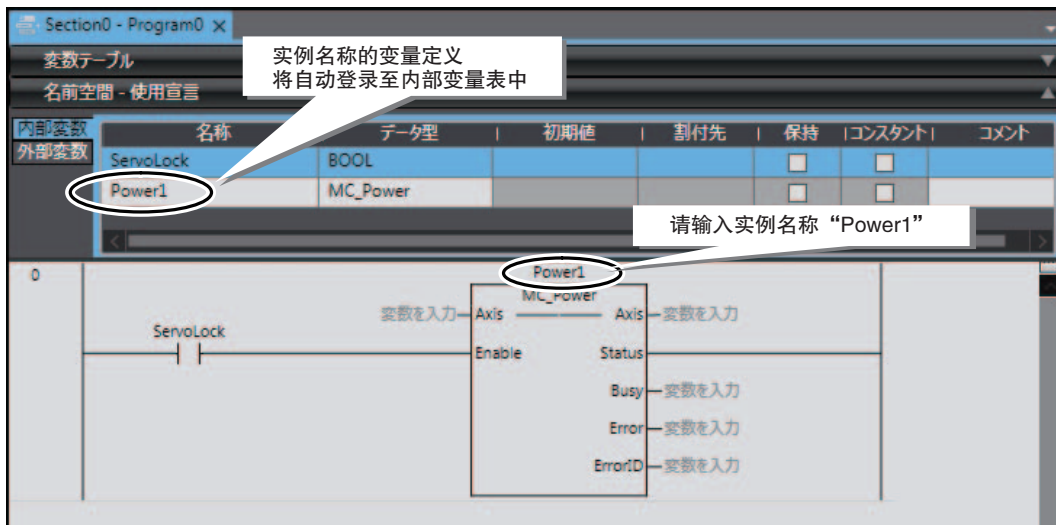 Section0 - Program0 ×
変数テーブル
名前空間 - 使用宣言
实例名称的变量定义
将自动登录至内部变量表中
内部変数
外部変数
名称 データ型 初期値 割付先 保持 コンスタント コメント
ServoLock BOOL
Power1 MC_Power
请输入实例名称“Power1”
0
Power1
MC_Power
変数を入力 Axis Axis 変数を入力
ServoLock
Enable Status
Busy 変数を入力
Error 変数を入力
ErrorID 変数を入力